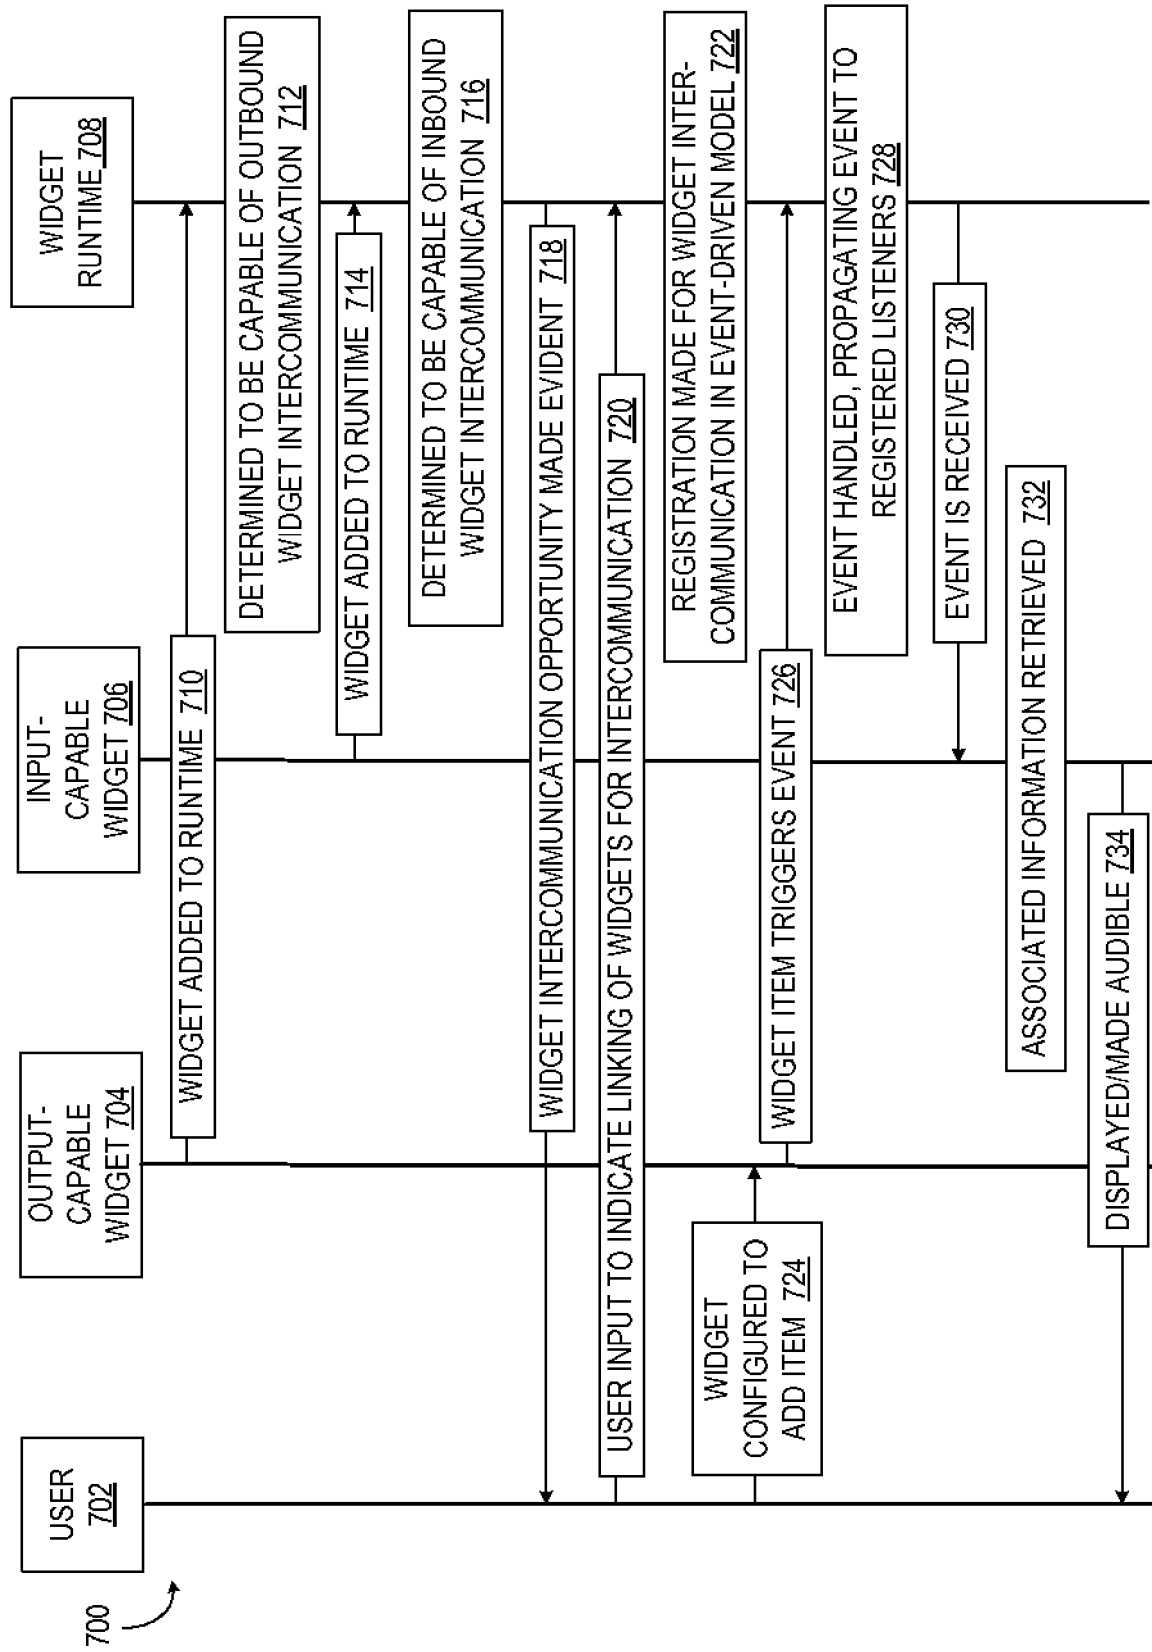 700
USER
702
OUTPUT-
CAPABLE
WIDGET 704
INPUT-
CAPABLE
WIDGET 706
WIDGET
RUNTIME 708
WIDGET ADDED TO RUNTIME 710
DETERMINED TO BE CAPABLE OF OUTBOUND
WIDGET INTERCOMMUNICATION 712
WIDGET ADDED TO RUNTIME 714
DETERMINED TO BE CAPABLE OF INBOUND
WIDGET INTERCOMMUNICATION 716
WIDGET INTERCOMMUNICATION OPPORTUNITY MADE EVIDENT 718
USER INPUT TO INDICATE LINKING OF WIDGETS FOR INTERCOMMUNICATION 720
REGISTRATION MADE FOR WIDGET INTER-
COMMUNICATION IN EVENT-DRIVEN MODEL 722
WIDGET
CONFIGURED TO
ADD ITEM 724
WIDGET ITEM TRIGGERS EVENT 726
EVENT HANDLED, PROPAGATING EVENT TO
REGISTERED LISTENERS 728
EVENT IS RECEIVED 730
ASSOCIATED INFORMATION RETRIEVED 732
DISPLAYED/MADE AUDIBLE 734